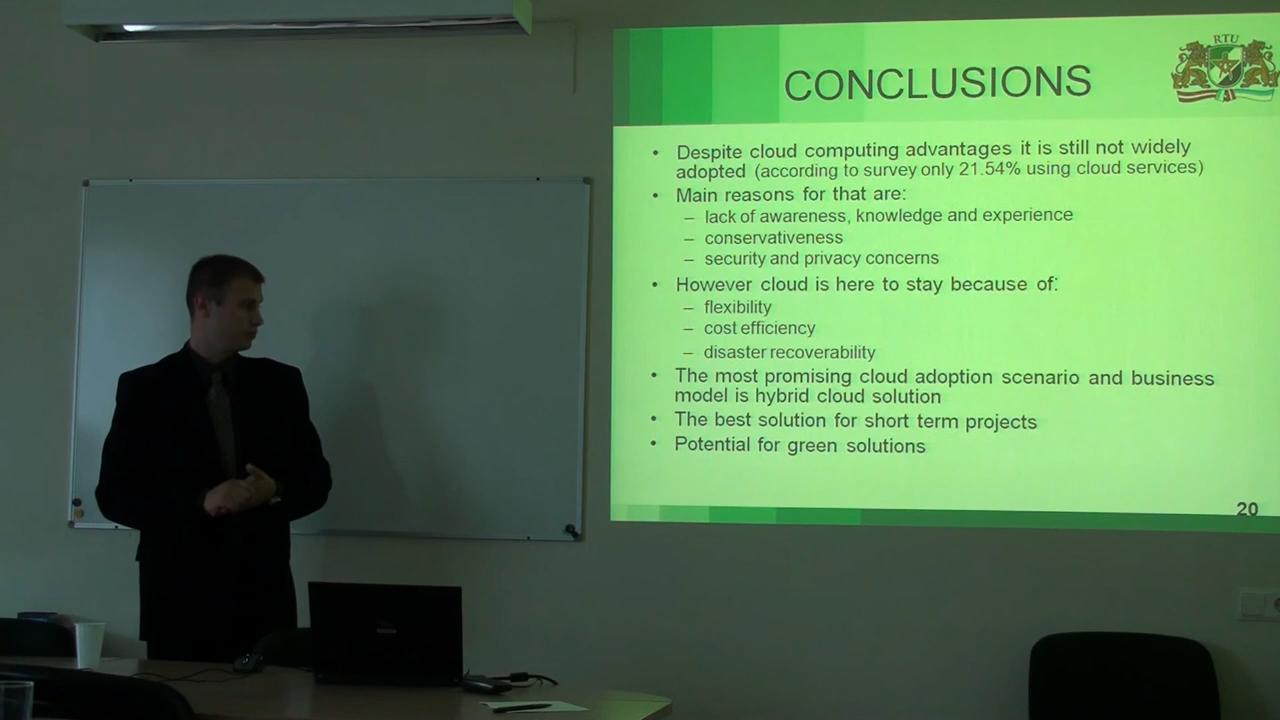 RTU
CONCLUSIONS
• Despite cloud computing advantages it is still not widely
adopted (according to survey only 21.54% using cloud services)
• Main reasons for that are:
– lack of awareness, knowledge and experience
– conservativeness
– security and privacy concerns
• However cloud is here to stay because of:
– flexibility
– cost efficiency
– disaster recoverability
• The most promising cloud adoption scenario and business
model is hybrid cloud solution
• The best solution for short term projects
• Potential for green solutions
20